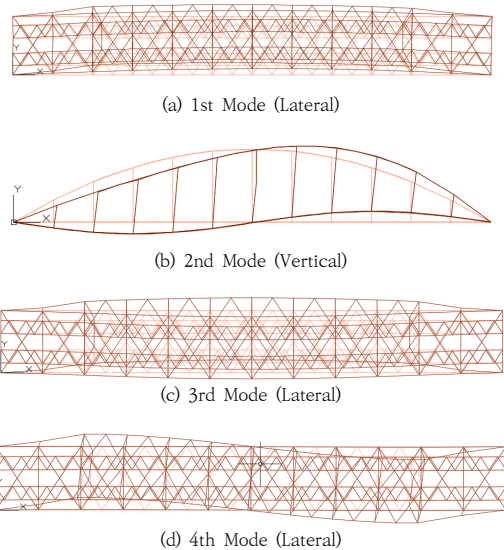 Y
X
(a) 1st Mode (Lateral)
Y
X
(b) 2nd Mode (Vertical)
Y
X
(c) 3rd Mode (Lateral)
X
(d) 4th Mode (Lateral)